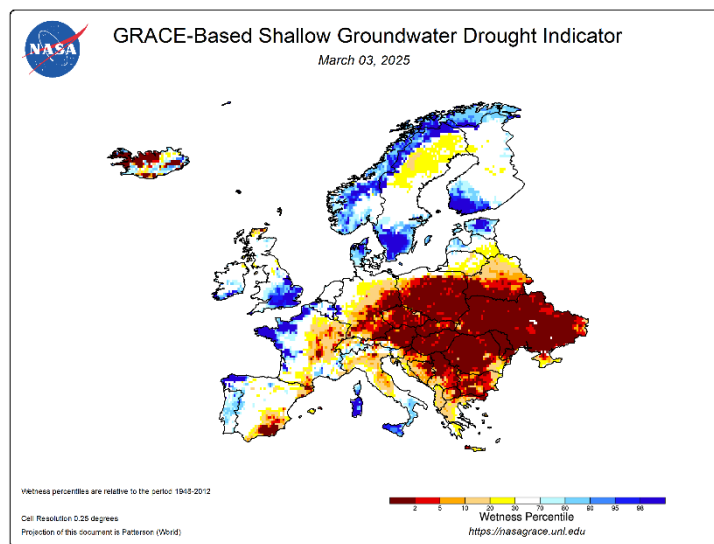 NASA
GRACE-Based Shallow Groundwater Drought Indicator
March 03, 2025
Wetness percentiles are relative to the period 1948-2012
Cell Resolution 0.25 degrees
Projection of this document is Patterson (World)
2 5 10 20 30 70 80 90 95 98
Wetness Percentile
https://nasagrace.unl.edu